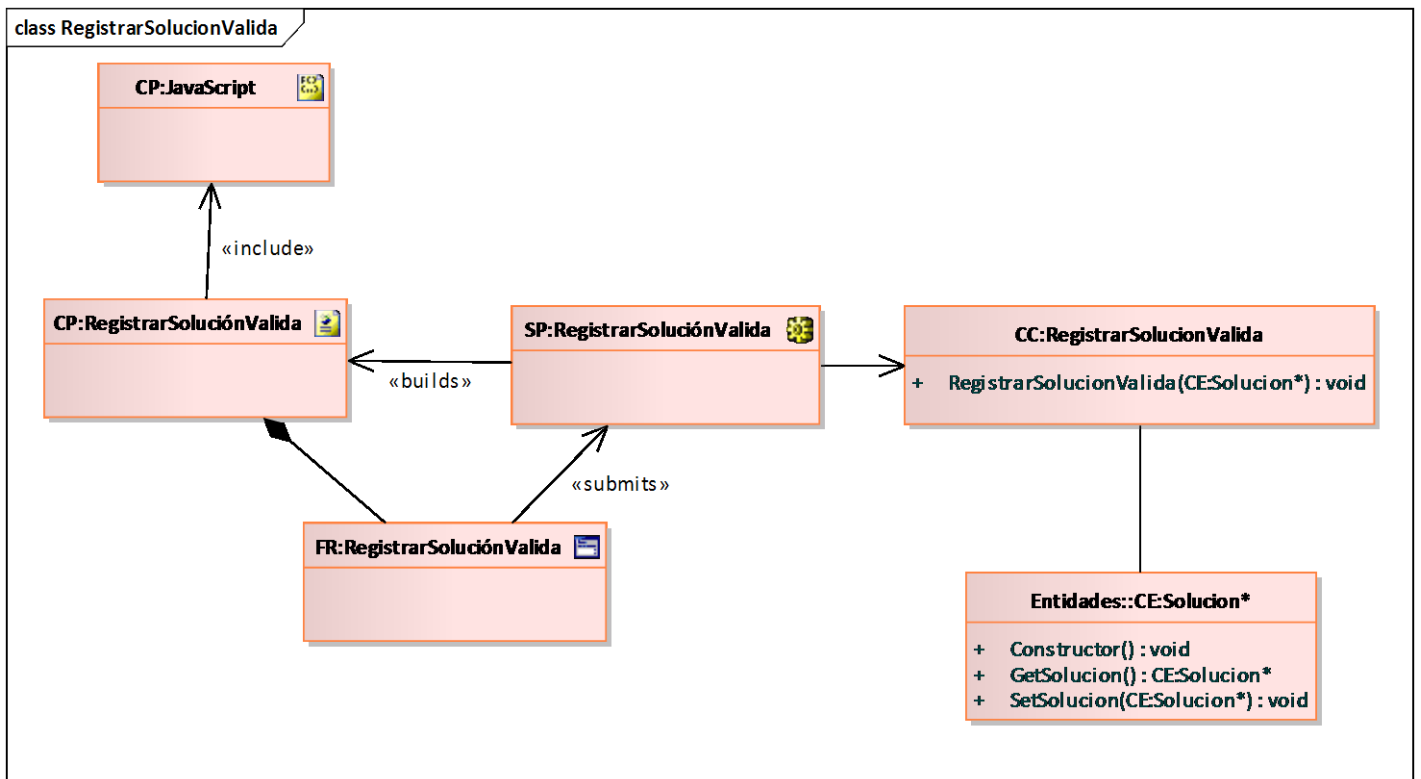 class RegistrarSolucionValida
CP:JavaScript
«include»
CP:RegistrarSoluciónValida
SP:RegistrarSoluciónValida
CC:RegistrarSolucionValida
+ RegistrarSolucionValida(CE:Solucion*) : void
«builds»
«submits»
FR:RegistrarSoluciónValida
Entidades::CE:Solucion*
+ Constructor() : void
+ GetSolucion() : CE:Solucion*
+ SetSolucion(CE:Solucion*) : void